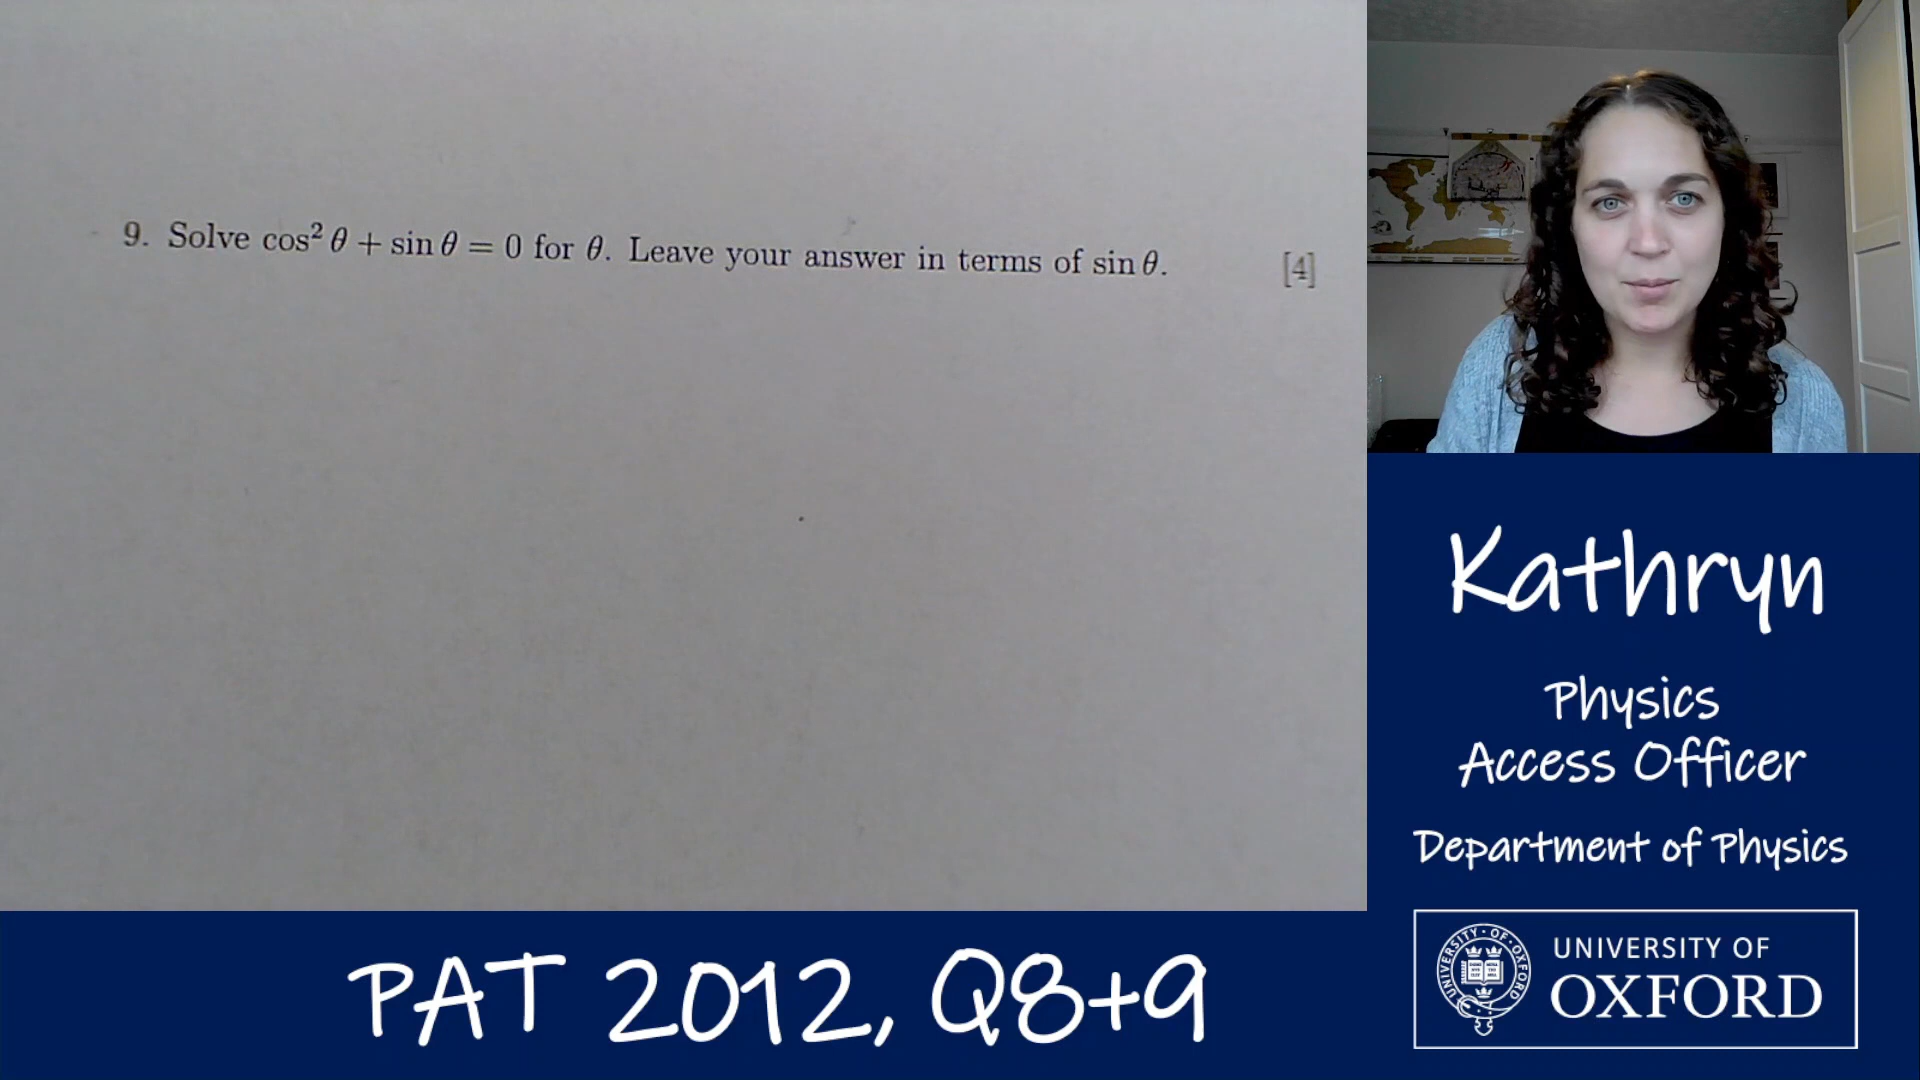 9. Solve cos² θ + sin θ = 0 for θ. Leave your answer in terms of sin θ. [4]
Kathryn
Physics
Access Officer
Department of Physics
PAT 2012, Q8+9
UNIVERSITY OF
OXFORD